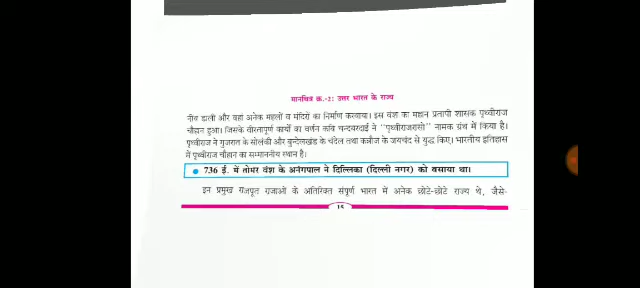 मानचित्र क्र.-2: उत्तर भारत के राज्य
नींव डाली और वहां अनेक महलों व मंदिरों का निर्माण करवाया। इस वंश का महान प्रतापी शासक पृथ्वीराज
चौहान हुआ। जिसके वीरतापूर्ण कार्यों का वर्णन कवि चन्दवरदाई ने "पृथ्वीराजरासो" नामक ग्रंथ में किया है।
पृथ्वीराज ने गुजरात के सोलंकी और बुन्देलखंड के चंदेल तथा कन्नौज के जयचंद से युद्ध किए। भारतीय इतिहास
में पृथ्वीराज चौहान का सम्माननीय स्थान है।
• 736 ई. में तोमर वंश के अनंगपाल ने दिल्लिका (दिल्ली नगर) को बसाया था।
इन प्रमुख राजपूत राजाओं के अतिरिक्त संपूर्ण भारत में अनेक छोटे-छोटे राज्य थे, जैसे-
15